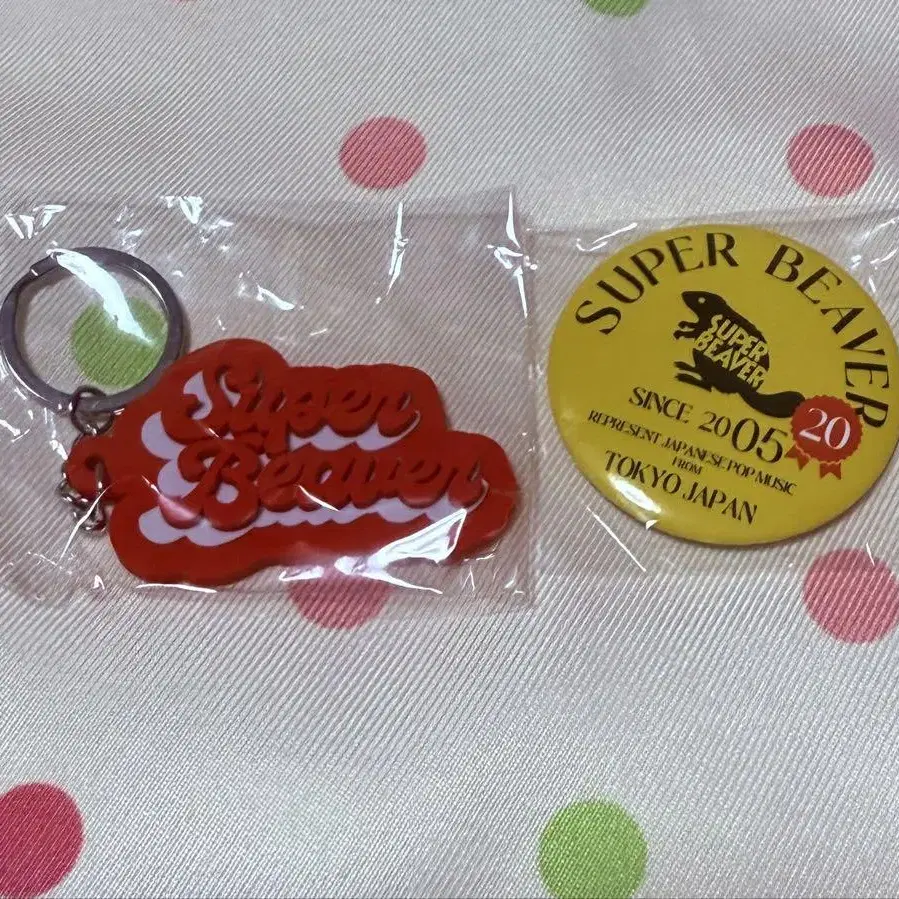 Super
Beaver
SUPER BEAVER
SUPER
BEAVER
SINCE 2005
20
REPRESENT JAPANESE POP MUSIC
FROM
TOKYO JAPAN